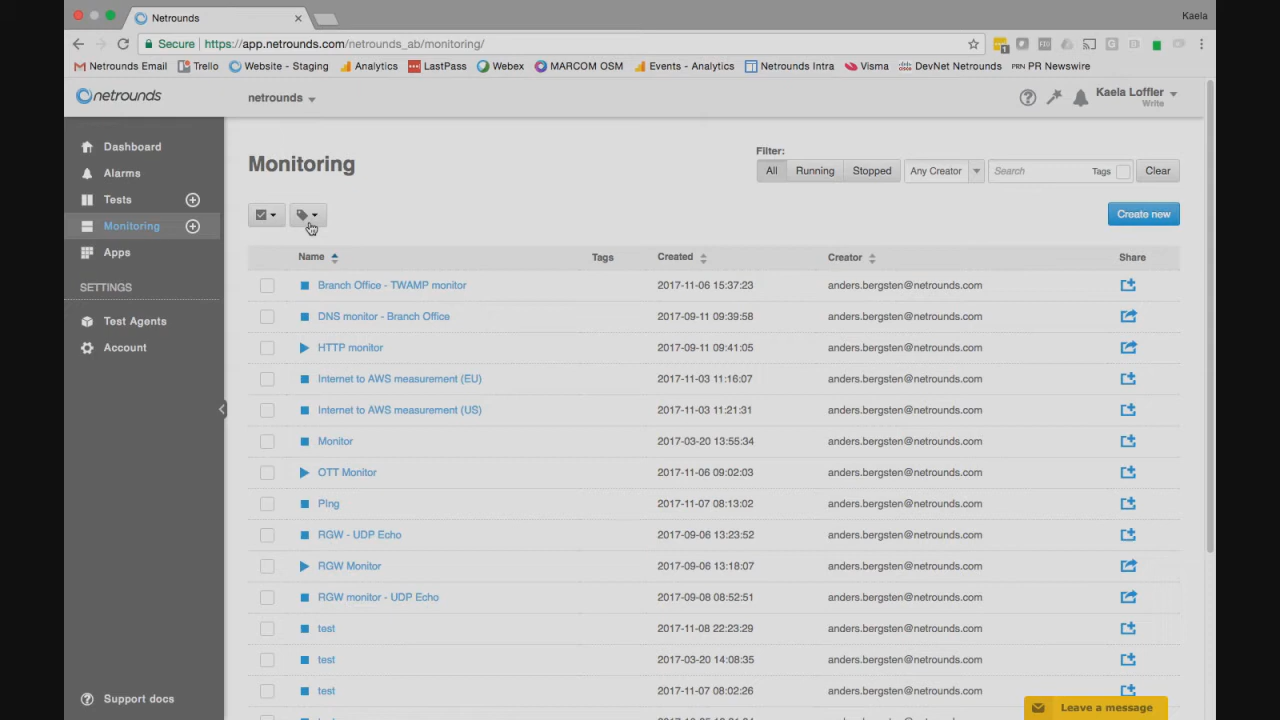 Netrounds
Kaela
Secure https://app.netrounds.com/netrounds_ab/monitoring/
Netrounds Email Trello Website - Staging Analytics LastPass Webex MARCOM OSM Events - Analytics Netrounds Intra Visma DevNet Netrounds PRN PR Newswire
netrounds
netrounds
Kaela Loffler
Write
Dashboard
Alarms
Tests
Monitoring
Apps
SETTINGS
Test Agents
Account
Support docs
Monitoring
Filter:
All Running Stopped Any Creator Search Tags Clear
Create new
Name Tags Created Creator Share
Branch Office - TWAMP monitor 2017-11-06 15:37:23 anders.bergsten@netrounds.com
DNS monitor - Branch Office 2017-09-11 09:39:58 anders.bergsten@netrounds.com
HTTP monitor 2017-09-11 09:41:05 anders.bergsten@netrounds.com
Internet to AWS measurement (EU) 2017-11-03 11:16:07 anders.bergsten@netrounds.com
Internet to AWS measurement (US) 2017-11-03 11:21:31 anders.bergsten@netrounds.com
Monitor 2017-03-20 13:55:34 anders.bergsten@netrounds.com
OTT Monitor 2017-11-06 09:02:03 anders.bergsten@netrounds.com
Ping 2017-11-07 08:13:02 anders.bergsten@netrounds.com
RGW - UDP Echo 2017-09-06 13:23:52 anders.bergsten@netrounds.com
RGW Monitor 2017-09-06 13:18:07 anders.bergsten@netrounds.com
RGW monitor - UDP Echo 2017-09-08 08:52:51 anders.bergsten@netrounds.com
test 2017-11-08 22:23:29 anders.bergsten@netrounds.com
test 2017-03-20 14:08:35 anders.bergsten@netrounds.com
test 2017-11-07 08:02:26 anders.bergsten@netrounds.com
Leave a message